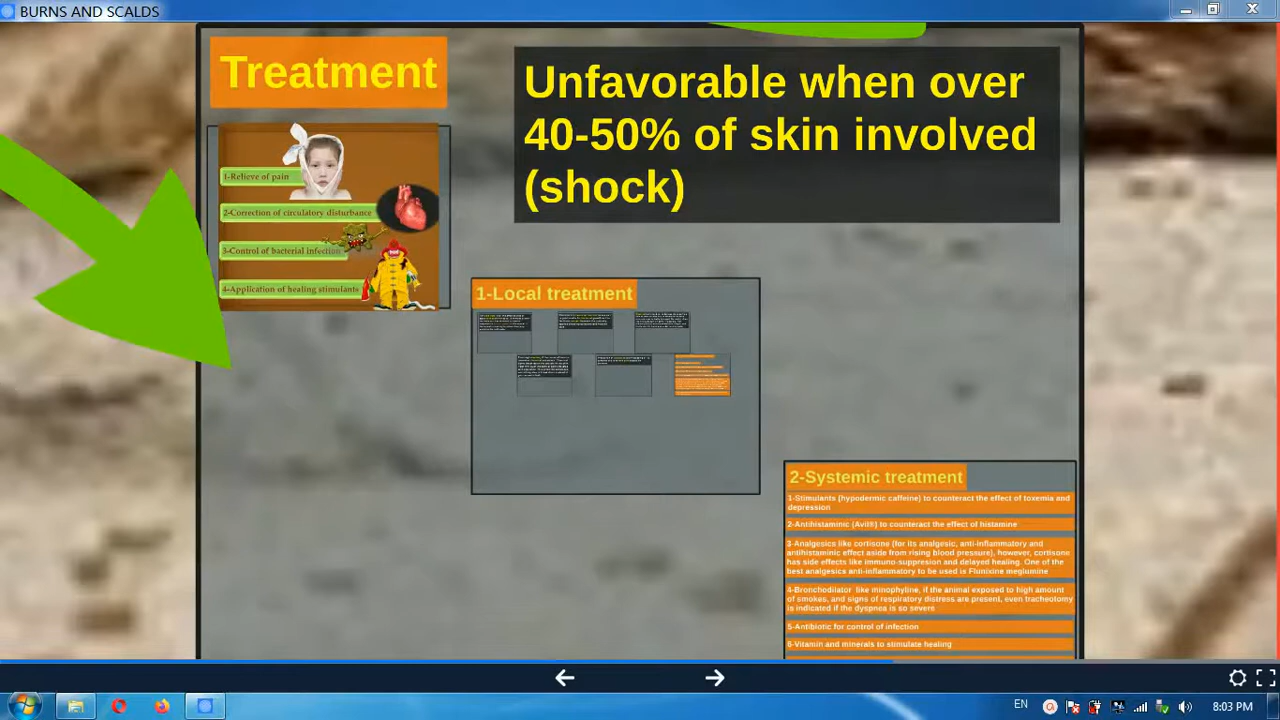 BURNS AND SCALDS
Treatment
Unfavorable when over
40-50% of skin involved
(shock)
1-Relieve of pain
2-Correction of circulatory disturbance
3-Control of bacterial infection
4-Application of healing stimulants
1-Local treatment
2-Systemic treatment
1-Stimulants (hypodermic caffeine) to counteract the effect of toxemia and
depression
2-Antihistaminic (Avil®) to counteract the effect of histamine
3-Analgesics like cortisone (for its analgesic, anti-inflammatory and
antihistaminic effect aside from rising blood pressure), however, cortisone
has side effects like immuno-suppresion and delayed healing. One of the
best analgesics anti-inflammatory to be used is Flunixine meglumine
4-Bronchodilator like minophyline, if the animal exposed to high amount
of smokes, and signs of respiratory distress are present, even tracheotomy
is indicated if the dyspnea is so severe
5-Antibiotic for control of infection
6-Vitamin and minerals to stimulate healing
EN
8:03 PM